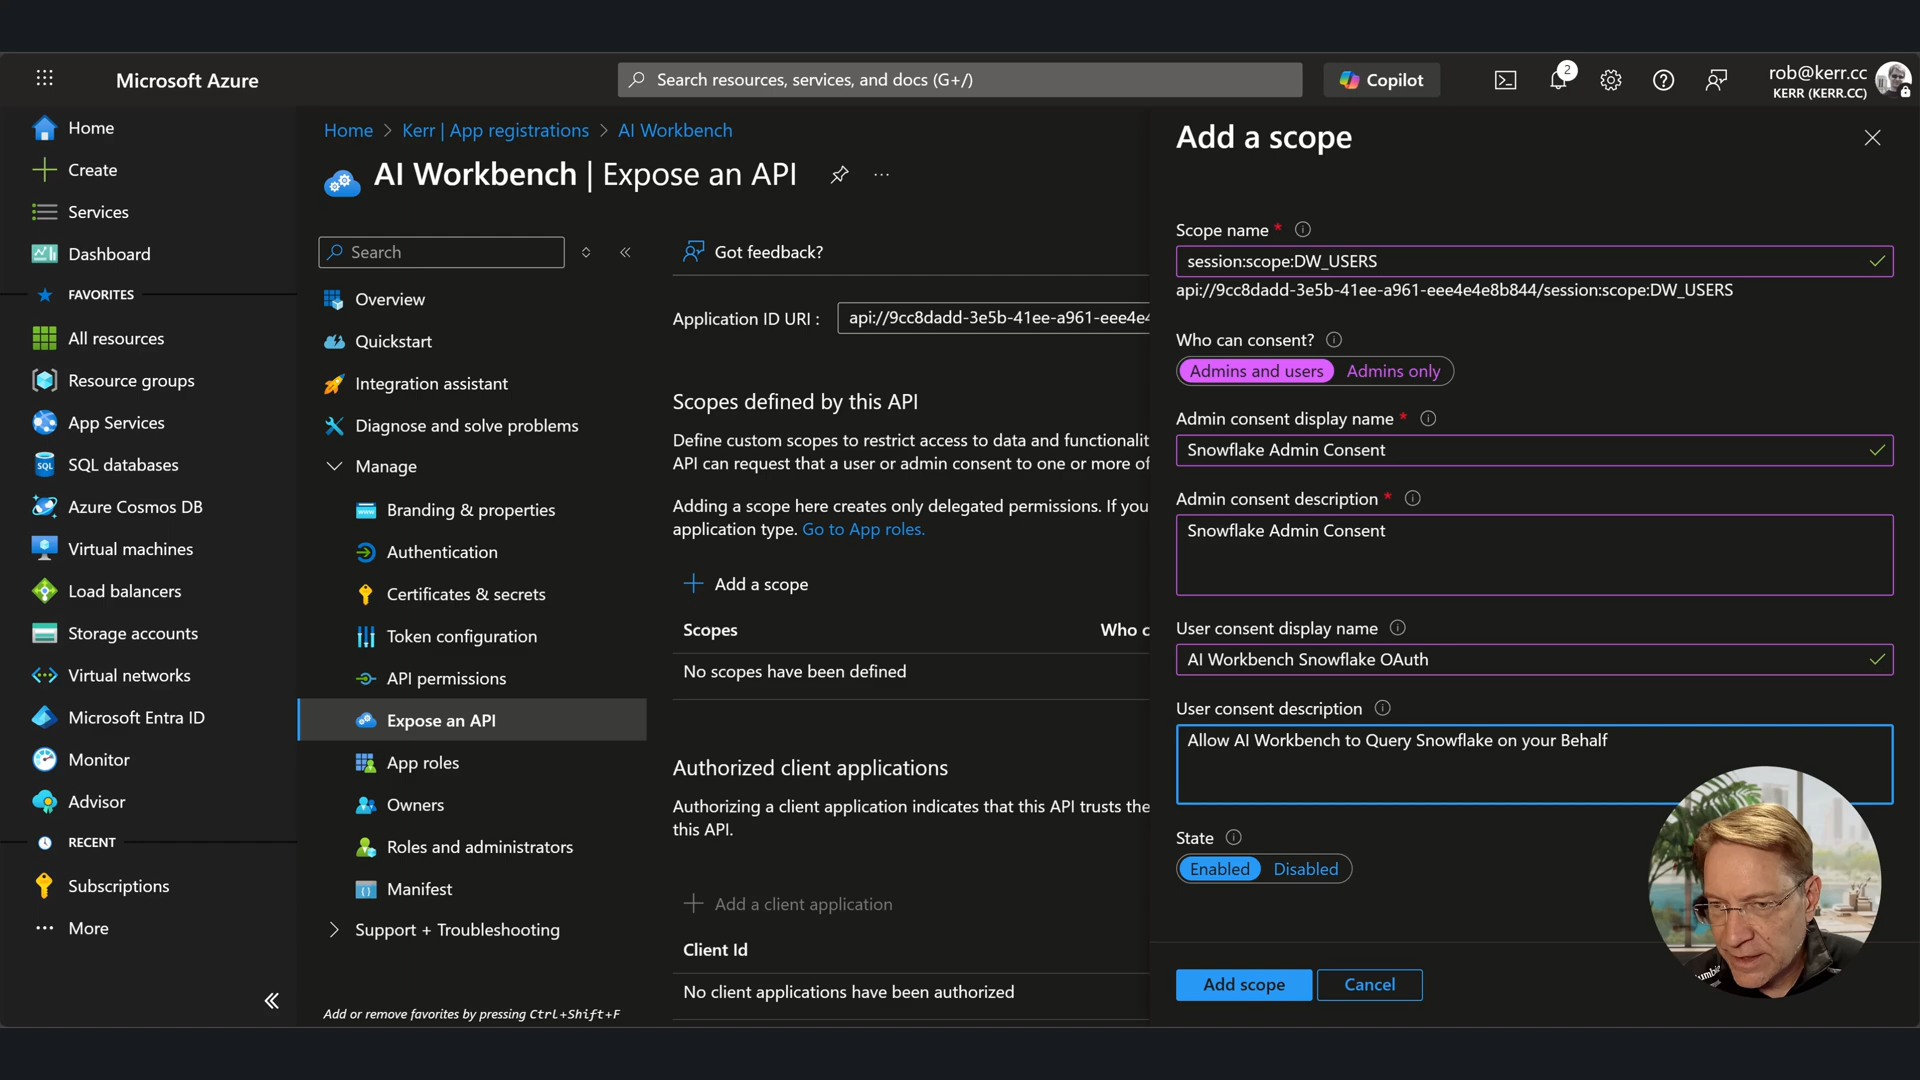 Microsoft Azure
Search resources, services, and docs (G+/)
Copilot
2
rob@kerr.cc
KERR (KERR.CC)
Home
Create
Services
Dashboard
FAVORITES
All resources
Resource groups
App Services
SQL databases
Azure Cosmos DB
Virtual machines
Load balancers
Storage accounts
Virtual networks
Microsoft Entra ID
Monitor
Advisor
RECENT
Subscriptions
More
Home > Kerr | App registrations > AI Workbench
AI Workbench | Expose an API
Search
Overview
Quickstart
Integration assistant
Diagnose and solve problems
Manage
Branding & properties
Authentication
Certificates & secrets
Token configuration
API permissions
Expose an API
App roles
Owners
Roles and administrators
Manifest
Support + Troubleshooting
Add or remove favorites by pressing Ctrl+Shift+F
Got feedback?
Application ID URI : api://9cc8dadd-3e5b-41ee-a961-eee4e4
Scopes defined by this API
Define custom scopes to restrict access to data and functionalit
API can request that a user or admin consent to one or more of
Adding a scope here creates only delegated permissions. If you
application type. Go to App roles.
Add a scope
Scopes Who c
No scopes have been defined
Authorized client applications
Authorizing a client application indicates that this API trusts the
this API.
Add a client application
Client Id
No client applications have been authorized
Add a scope
Scope name *
session:scope:DW_USERS
api://9cc8dadd-3e5b-41ee-a961-eee4e4e8b844/session:scope:DW_USERS
Who can consent?
Admins and users Admins only
Admin consent display name *
Snowflake Admin Consent
Admin consent description *
Snowflake Admin Consent
User consent display name
AI Workbench Snowflake OAuth
User consent description
Allow AI Workbench to Query Snowflake on your Behalf
State
Enabled Disabled
Add scope Cancel